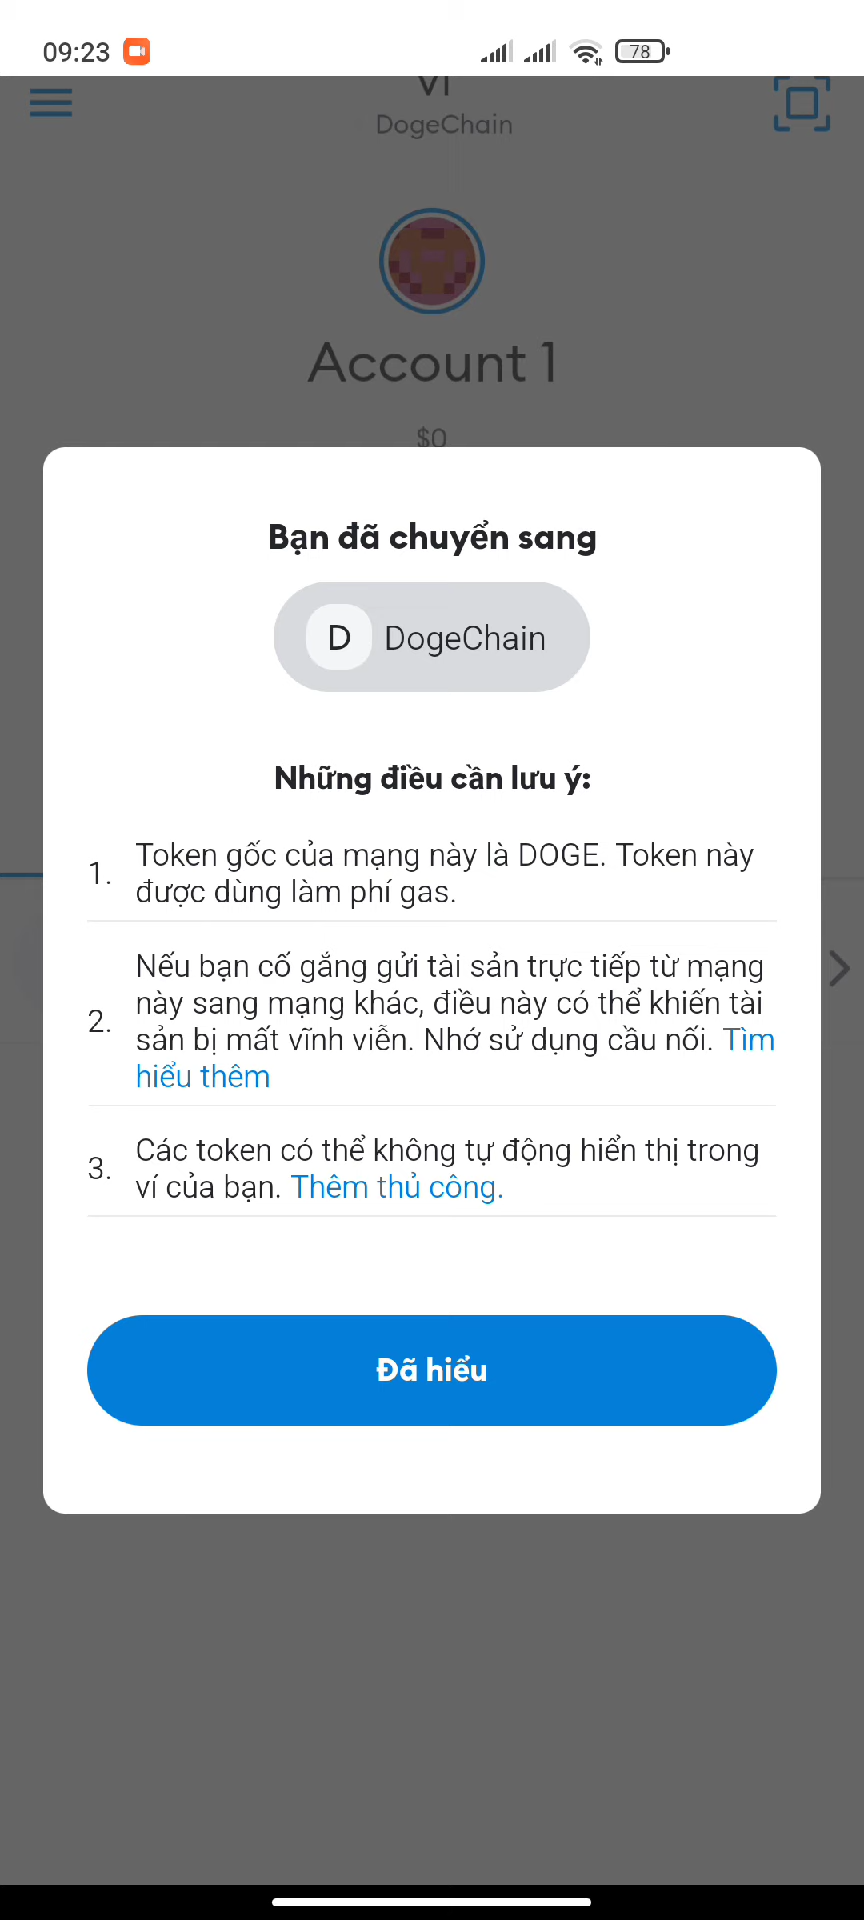 09:23
78
Ví
DogeChain
Account 1
$0
Bạn đã chuyển sang
D DogeChain
Những điều cần lưu ý:
1. Token gốc của mạng này là DOGE. Token này
được dùng làm phí gas.
2. Nếu bạn cố gắng gửi tài sản trực tiếp từ mạng
này sang mạng khác, điều này có thể khiến tài
sản bị mất vĩnh viễn. Nhớ sử dụng cầu nối. Tìm
hiểu thêm
3. Các token có thể không tự động hiển thị trong
ví của bạn. Thêm thủ công.
Đã hiểu